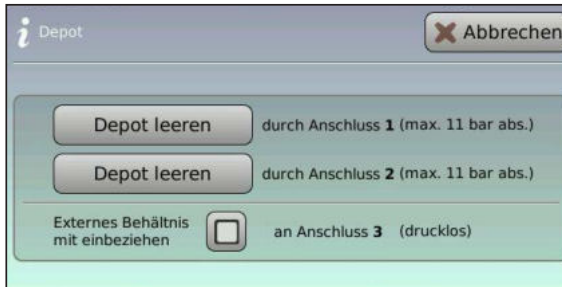 Depot
Abbrechen
Depot leeren durch Anschluss 1 (max. 11 bar abs.)
Depot leeren durch Anschluss 2 (max. 11 bar abs.)
Externes Behältnis
mit einbeziehen
an Anschluss 3 (drucklos)